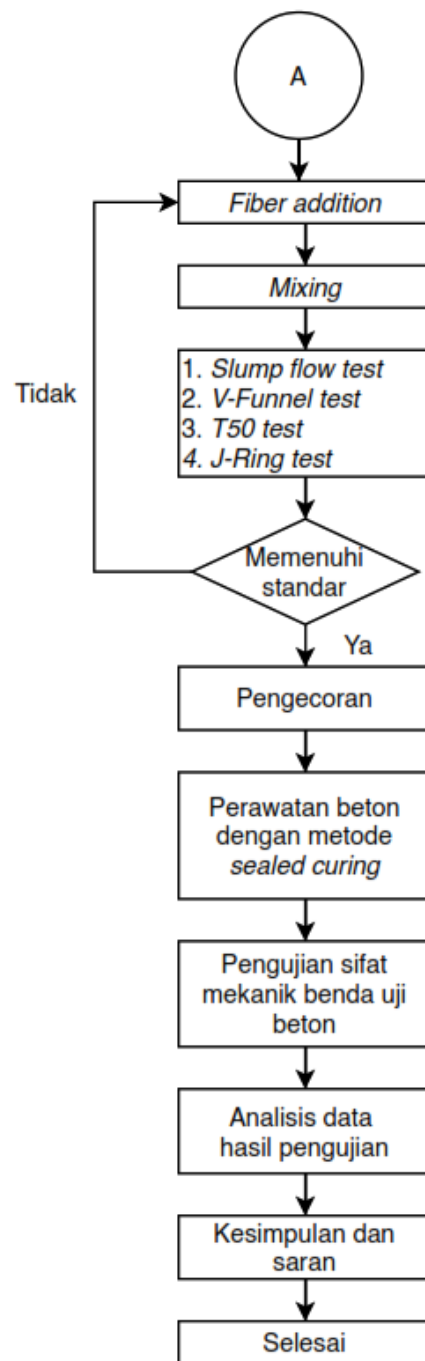 A
Fiber addition
Mixing
1. Slump flow test
2. V-Funnel test
3. T50 test
4. J-Ring test
Tidak
Memenuhi
standar
Ya
Pengecoran
Perawatan beton
dengan metode
sealed curing
Pengujian sifat
mekanik benda uji
beton
Analisis data
hasil pengujian
Kesimpulan dan
saran
Selesai